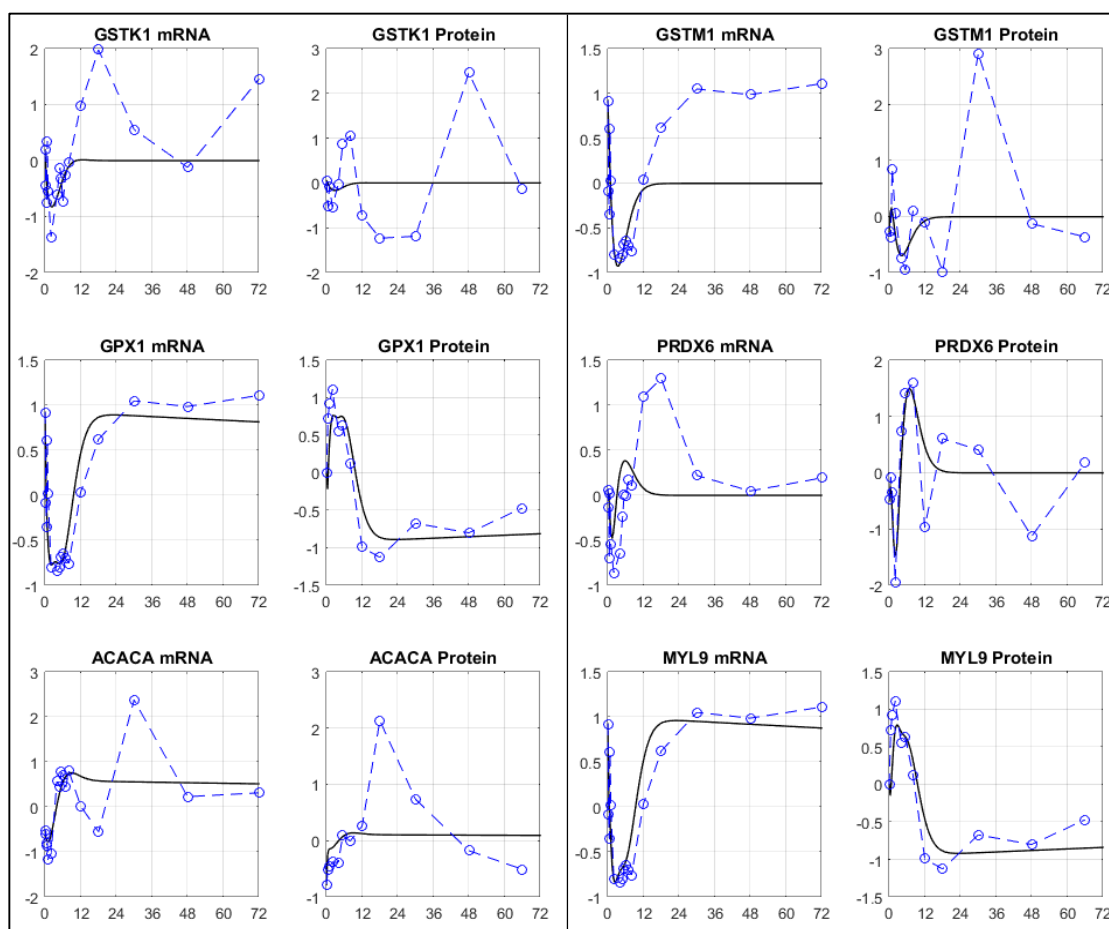 GSTK1 mRNA
2
1
0
-1
-2
0 12 24 36 48 60 72
GSTK1 Protein
3
2
1
0
-1
-2
0 12 24 36 48 60 72
GSTM1 mRNA
1.5
1
0.5
0
-0.5
-1
0 12 24 36 48 60 72
GSTM1 Protein
3
2
1
0
-1
0 12 24 36 48 60 72
GPX1 mRNA
1.5
1
0.5
0
-0.5
-1
0 12 24 36 48 60 72
GPX1 Protein
1.5
1
0.5
0
-0.5
-1
-1.5
0 12 24 36 48 60 72
PRDX6 mRNA
1.5
1
0.5
0
-0.5
-1
0 12 24 36 48 60 72
PRDX6 Protein
2
1
0
-1
-2
0 12 24 36 48 60 72
ACACA mRNA
3
2
1
0
-1
-2
0 12 24 36 48 60 72
ACACA Protein
3
2
1
0
-1
0 12 24 36 48 60 72
MYL9 mRNA
1.5
1
0.5
0
-0.5
-1
0 12 24 36 48 60 72
MYL9 Protein
1.5
1
0.5
0
-0.5
-1
-1.5
0 12 24 36 48 60 72